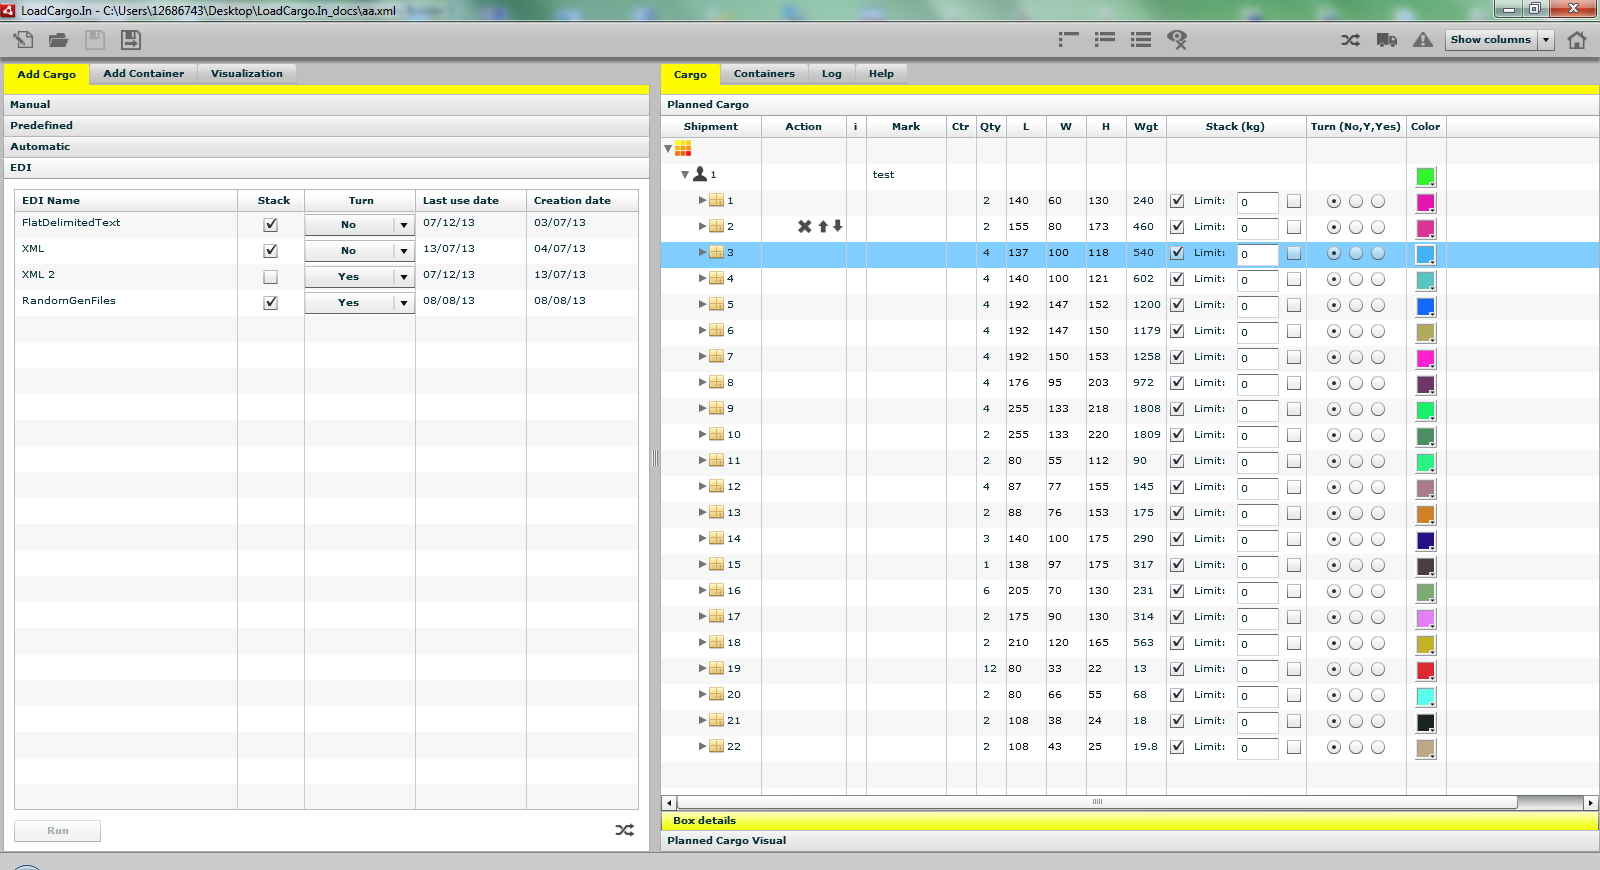 LoadCargo.In - C:\Users\12686743\Desktop\LoadCargo.In_docs\aa.xml
Show columns
Add Cargo Add Container Visualization
Manual
Predefined
Automatic
EDI
EDI Name Stack Turn Last use date Creation date
FlatDelimitedText No 07/12/13 03/07/13
XML No 13/07/13 04/07/13
XML 2 Yes 07/12/13 13/07/13
RandomGenFiles Yes 08/08/13 08/08/13
Run
Cargo Containers Log Help
Planned Cargo
Shipment Action i Mark Ctr Qty L W H Wgt Stack (kg) Turn (No,Y,Yes) Color
1 test
1 2 140 60 130 240 Limit: 0
2 2 155 80 173 460 Limit: 0
3 4 137 100 118 540 Limit: 0
4 4 140 100 121 602 Limit: 0
5 4 192 147 152 1200 Limit: 0
6 4 192 147 150 1179 Limit: 0
7 4 192 150 153 1258 Limit: 0
8 4 176 95 203 972 Limit: 0
9 4 255 133 218 1808 Limit: 0
10 2 255 133 220 1809 Limit: 0
11 2 80 55 112 90 Limit: 0
12 4 87 77 155 145 Limit: 0
13 2 88 76 153 175 Limit: 0
14 3 140 100 175 290 Limit: 0
15 1 138 97 175 317 Limit: 0
16 6 205 70 130 231 Limit: 0
17 2 175 90 130 314 Limit: 0
18 2 210 120 165 563 Limit: 0
19 12 80 33 22 13 Limit: 0
20 2 80 66 55 68 Limit: 0
21 2 108 38 24 18 Limit: 0
22 2 108 43 25 19.8 Limit: 0
Box details
Planned Cargo Visual